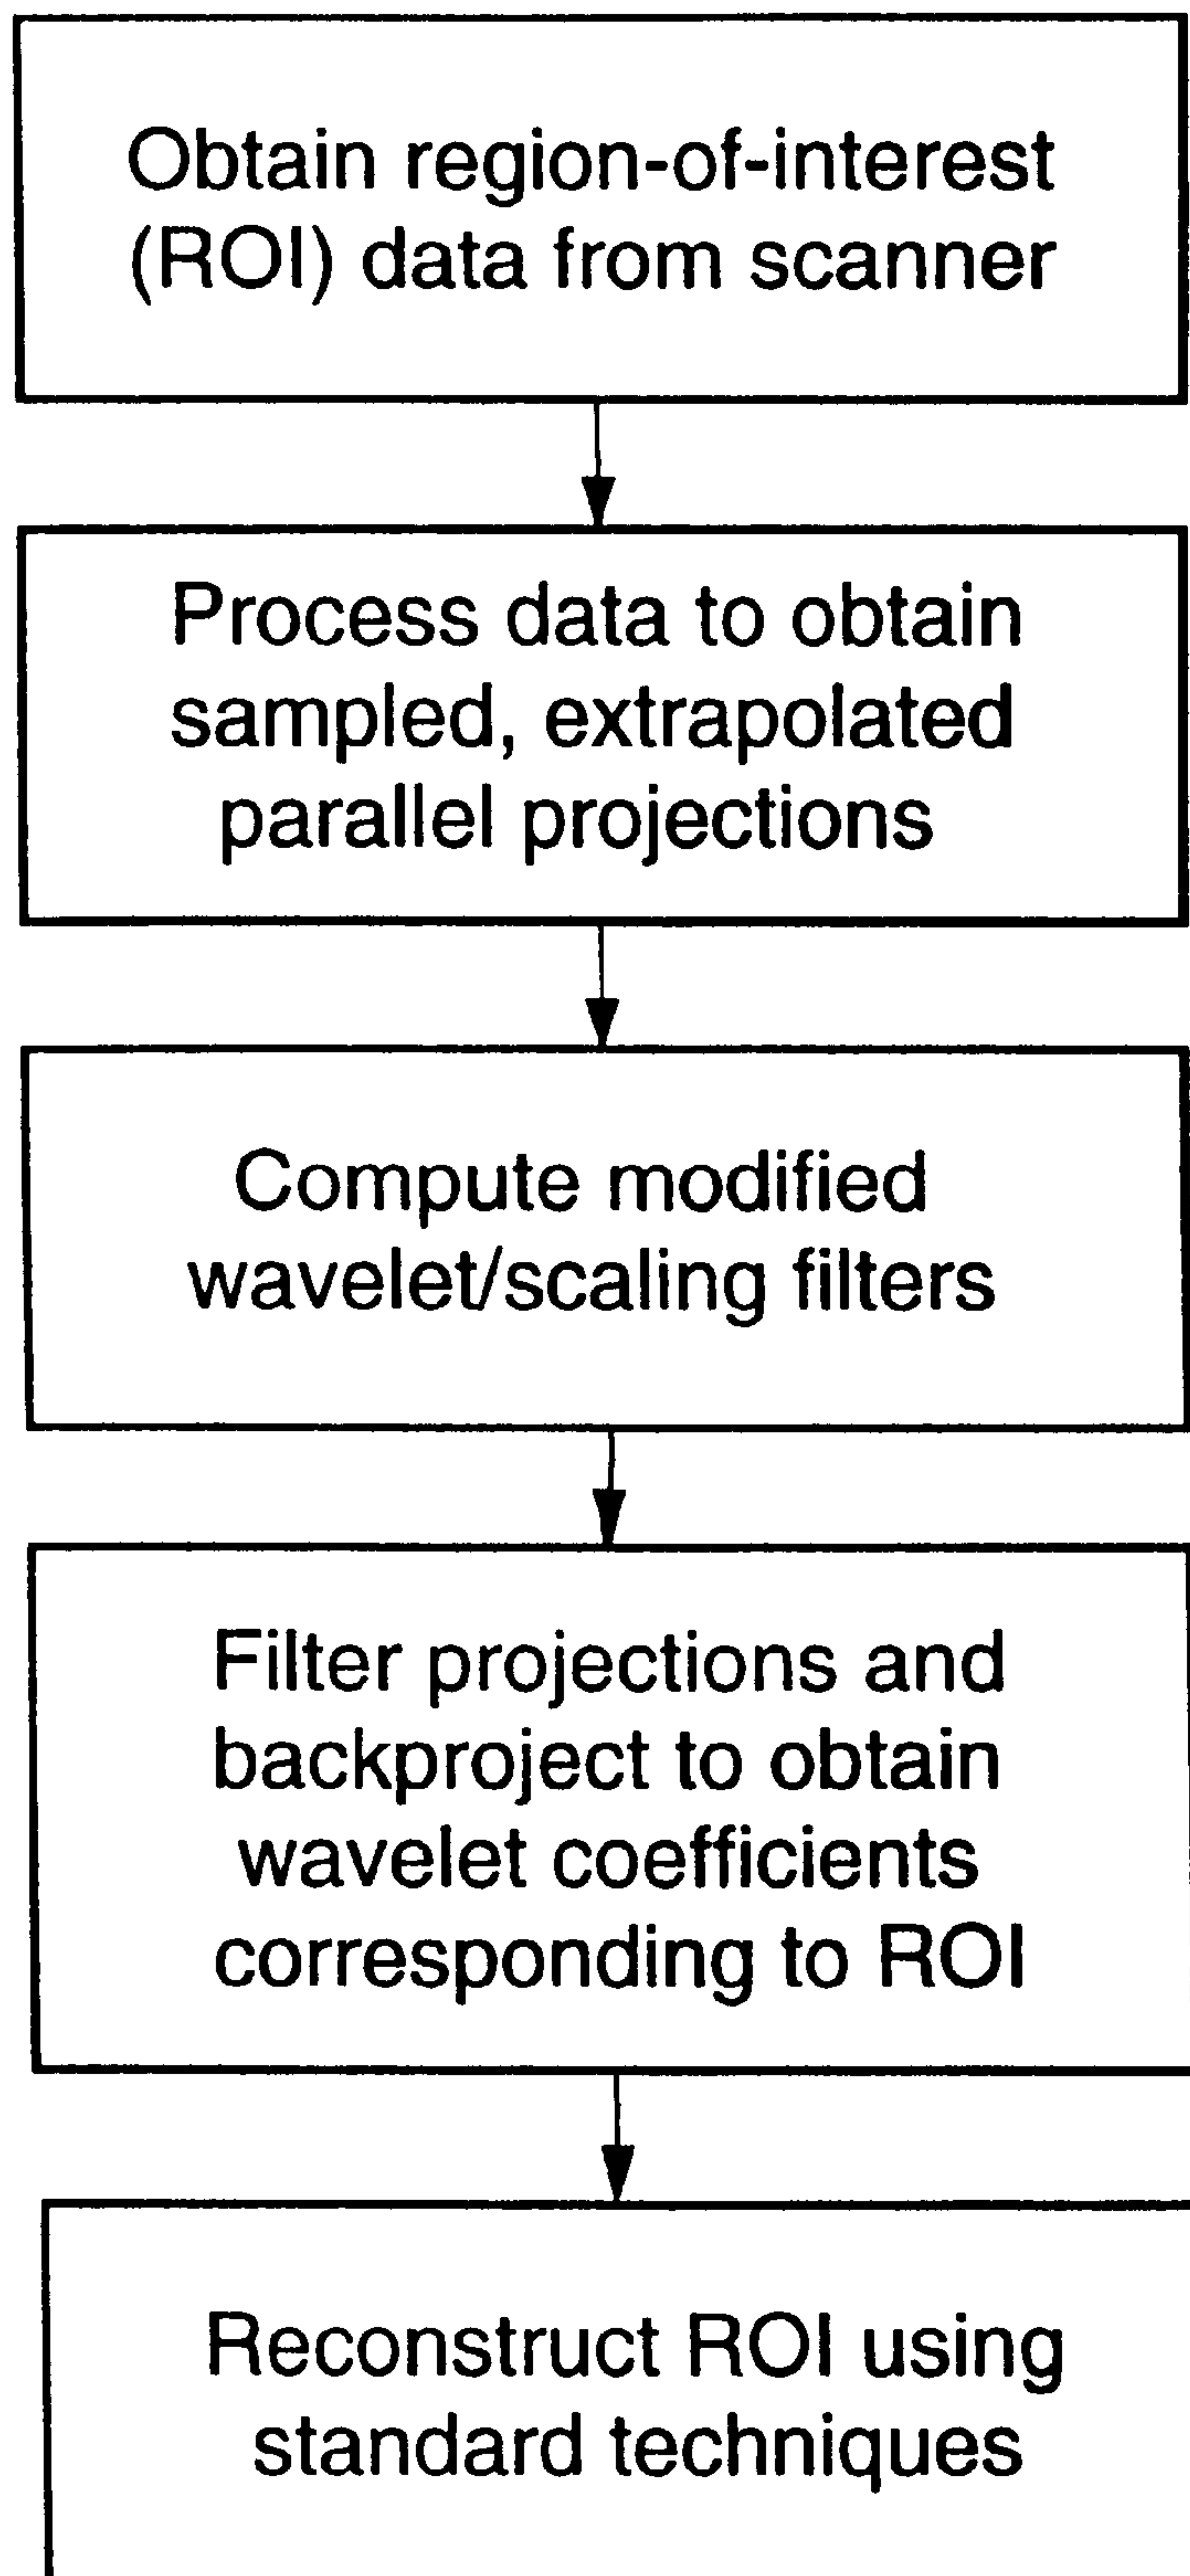 Obtain region-of-interest
(ROI) data from scanner
Process data to obtain
sampled, extrapolated
parallel projections
Compute modified
wavelet/scaling filters
Filter projections and
backproject to obtain
wavelet coefficients
corresponding to ROI
Reconstruct ROI using
standard techniques